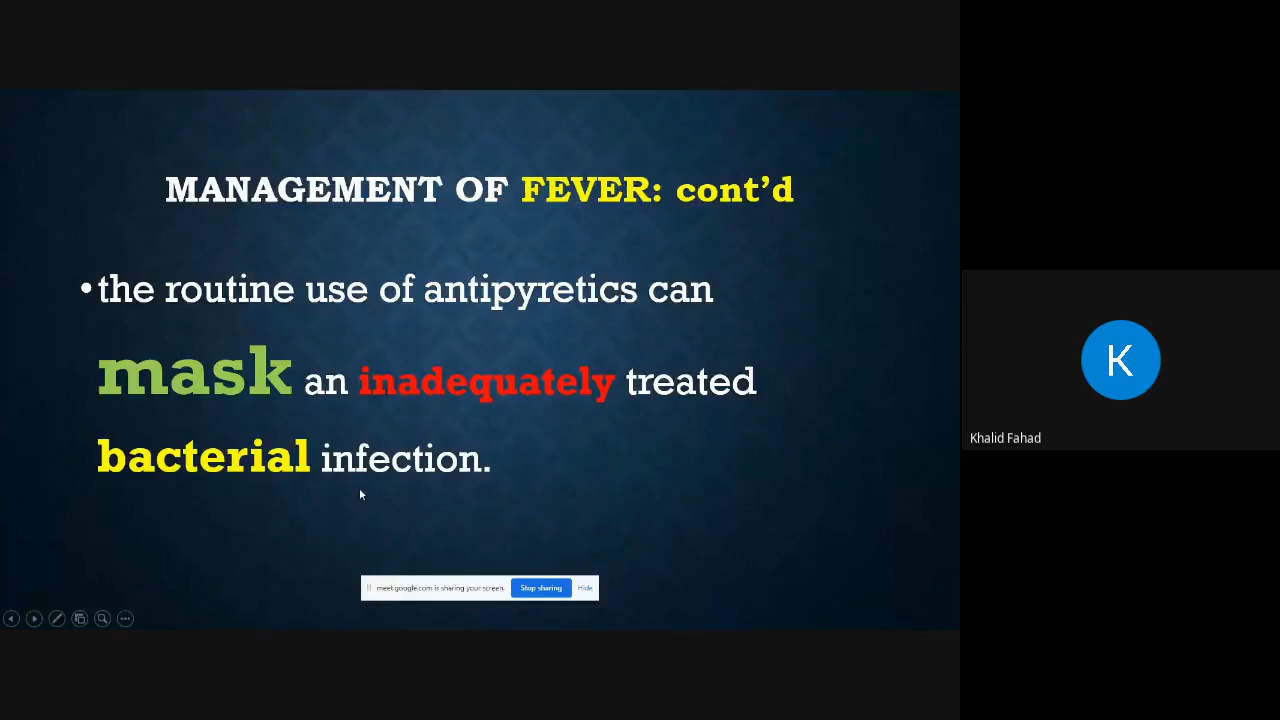 MANAGEMENT OF FEVER: cont’d
•the routine use of antipyretics can
mask an inadequately treated
bacterial infection.
meet.google.com is sharing your screen. Stop sharing Hide
K
Khalid Fahad